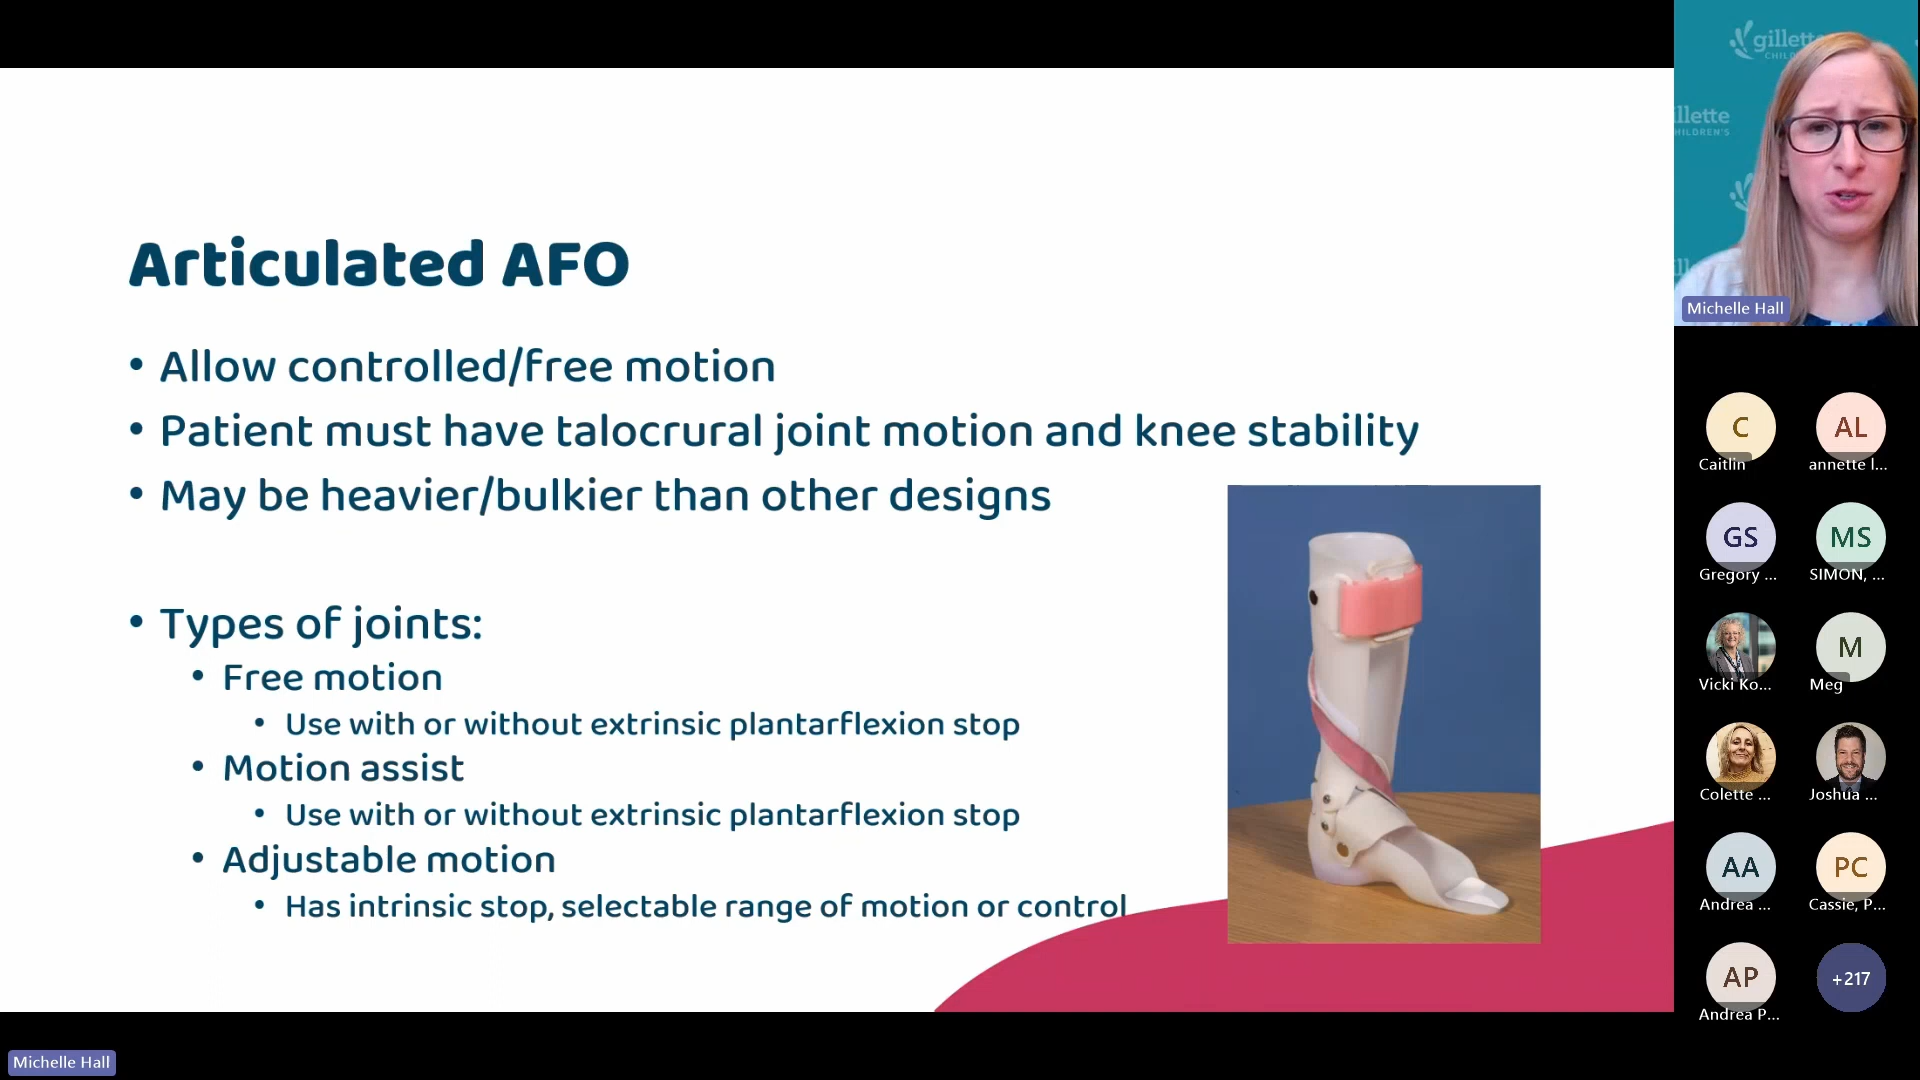 Articulated AFO
• Allow controlled/free motion
• Patient must have talocrural joint motion and knee stability
• May be heavier/bulkier than other designs
• Types of joints:
• Free motion
• Use with or without extrinsic plantarflexion stop
• Motion assist
• Use with or without extrinsic plantarflexion stop
• Adjustable motion
• Has intrinsic stop, selectable range of motion or control
Michelle Hall
gillette
illette
HILDREN'S
Michelle Hall
C
AL
Caitlin
annette l...
GS
MS
Gregory ...
SIMON, ...
M
Vicki Ko...
Meg
Colette ...
Joshua ...
AA
PC
Andrea ...
Cassie, P...
AP
+217
Andrea P...